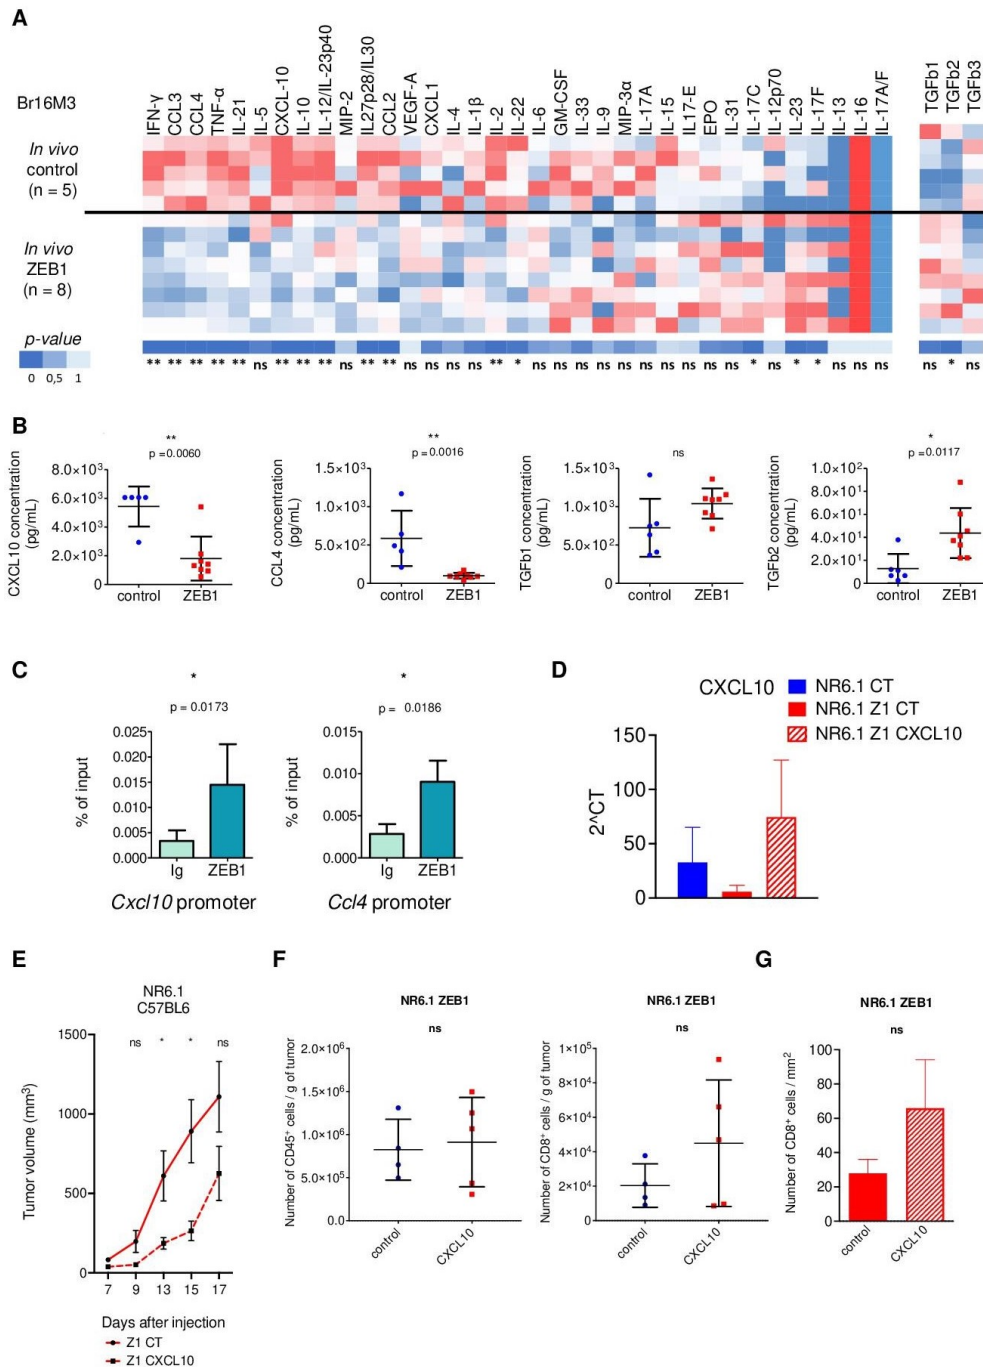 A
Br16M3
IFN-γ
CCL3
CCL4
TNF-α
IL-21
IL-5
CXCL-10
IL-10
IL-12/IL-23p40
MIP-2
IL27p28/IL30
CCL2
VEGF-A
CXCL1
IL-4
IL-1β
IL-2
IL-22
IL-6
GM-CSF
IL-33
IL-9
MIP-3α
IL-17A
IL-15
IL17-E
EPO
IL-31
IL-17C
IL-12p70
IL-23
IL-17F
IL-13
IL-16
IL-17A/F
TGFb1
TGFb2
TGFb3
In vivo
control
(n = 5)
In vivo
ZEB1
(n = 8)
p-value
0 0,5 1
** ** ** ** ** ns ** ** ** ns ** ** ns ns ns ns ** * ns ns ns ns ns ns ns ns ns ns * ns * * ns ns ns ns * ns
B
CXCL10 concentration
(pg/mL)
**
p = 0.0060
8.0×10³
6.0×10³
4.0×10³
2.0×10³
0
control ZEB1
CCL4 concentration
(pg/mL)
**
p = 0.0016
1.5×10³
1.0×10³
5.0×10²
0
control ZEB1
TGFb1 concentration
(pg/mL)
ns
1.5×10³
1.0×10³
5.0×10²
0
control ZEB1
TGFb2 concentration
(pg/mL)
*
p = 0.0117
1.0×10²
8.0×10¹
6.0×10¹
4.0×10¹
2.0×10¹
0
control ZEB1
C
*
p = 0.0173
% of input
0.025
0.020
0.015
0.010
0.005
0.000
Ig ZEB1
Cxcl10 promoter
*
p = 0.0186
% of input
0.015
0.010
0.005
0.000
Ig ZEB1
Ccl4 promoter
D
CXCL10
NR6.1 CT
NR6.1 Z1 CT
NR6.1 Z1 CXCL10
2^CT
150
100
50
0
E
NR6.1
C57BL6
ns * * ns
Tumor volume (mm³)
1500
1000
500
0
7 9 13 15 17
Days after injection
Z1 CT
Z1 CXCL10
F
NR6.1 ZEB1
ns
Number of CD45⁺ cells / g of tumor
2.0×10⁶
1.5×10⁶
1.0×10⁶
5.0×10⁵
0.0
control
CXCL10
NR6.1 ZEB1
ns
Number of CD8⁺ cells / g of tumor
1×10⁵
8×10⁴
6×10⁴
4×10⁴
2×10⁴
0
control
CXCL10
G
NR6.1 ZEB1
ns
Number of CD8⁺ cells / mm²
100
80
60
40
20
0
control
CXCL10